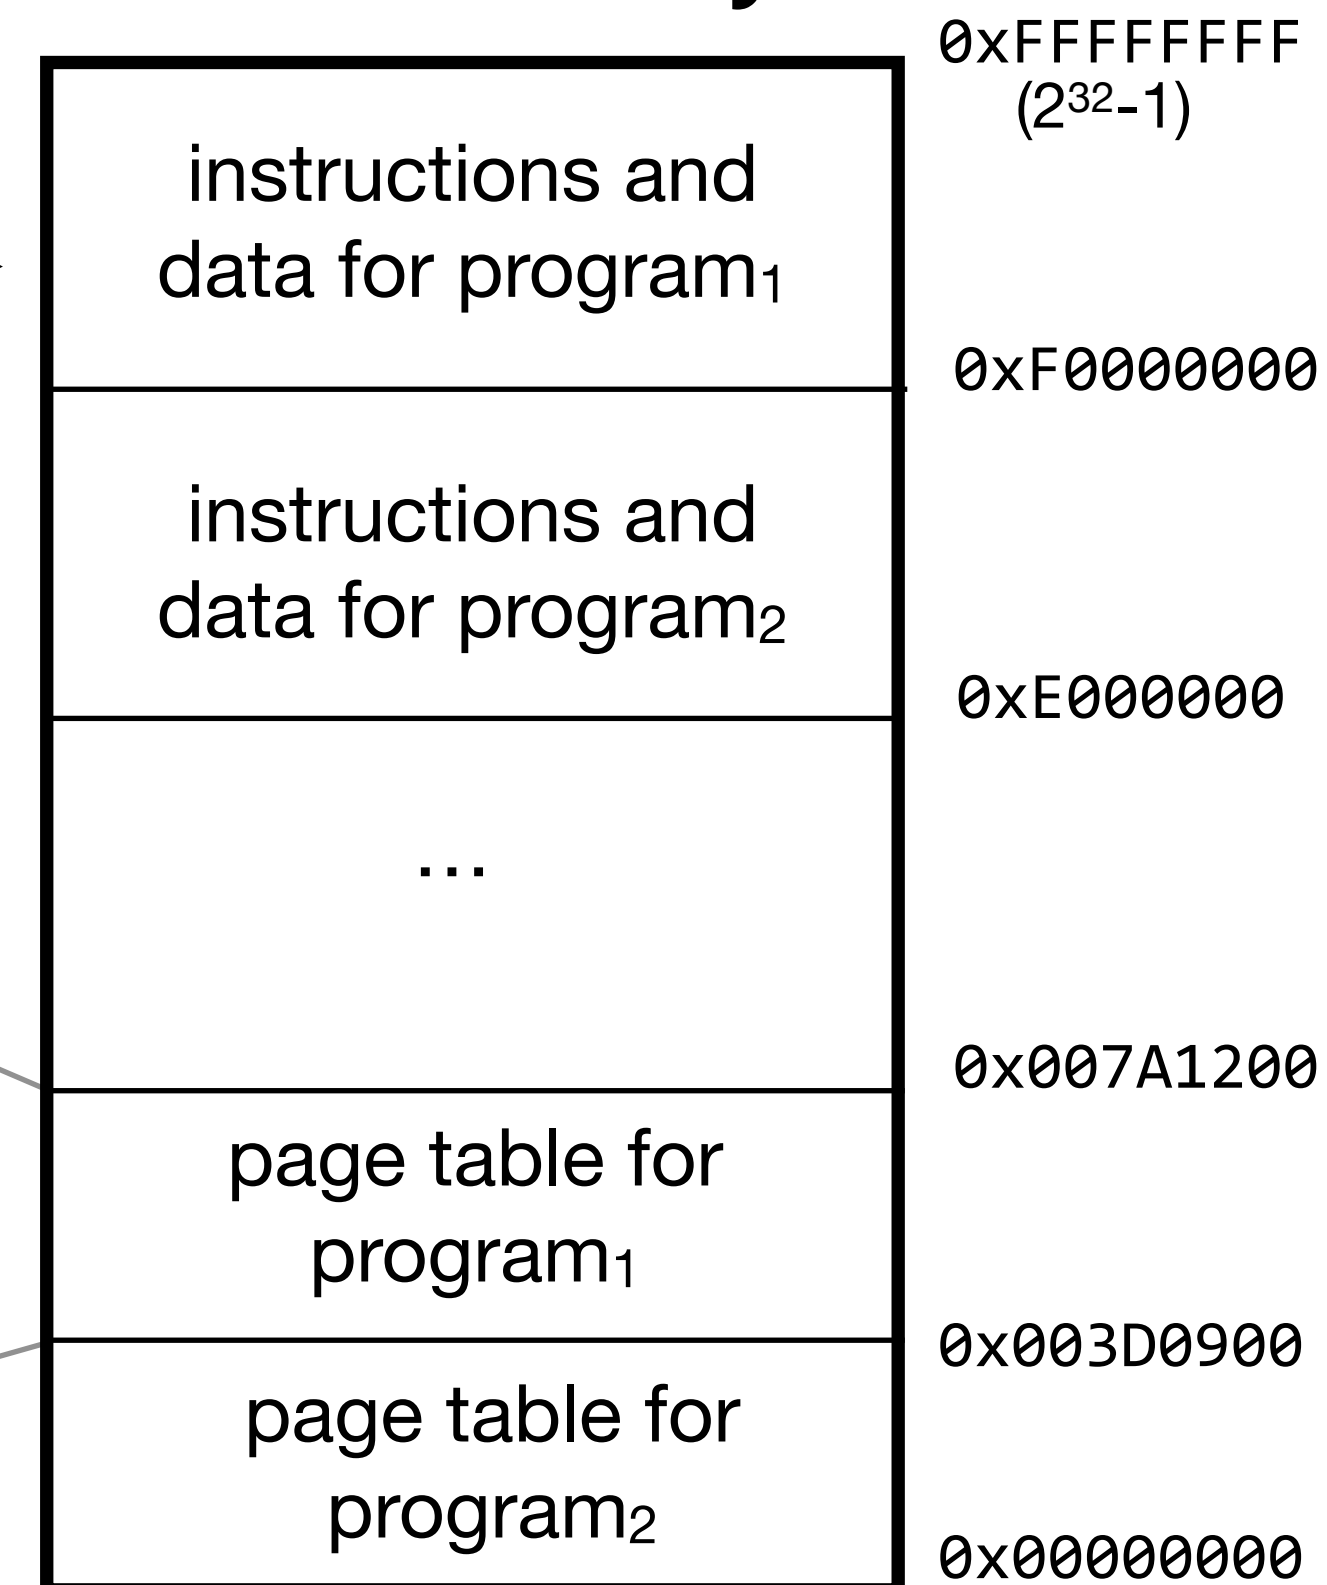 0xFFFFFFFF
(2³²-1)
instructions and
data for program₁
0xF0000000
instructions and
data for program₂
0xE000000
...
0x007A1200
page table for
program₁
0x003D0900
page table for
program₂
0x00000000